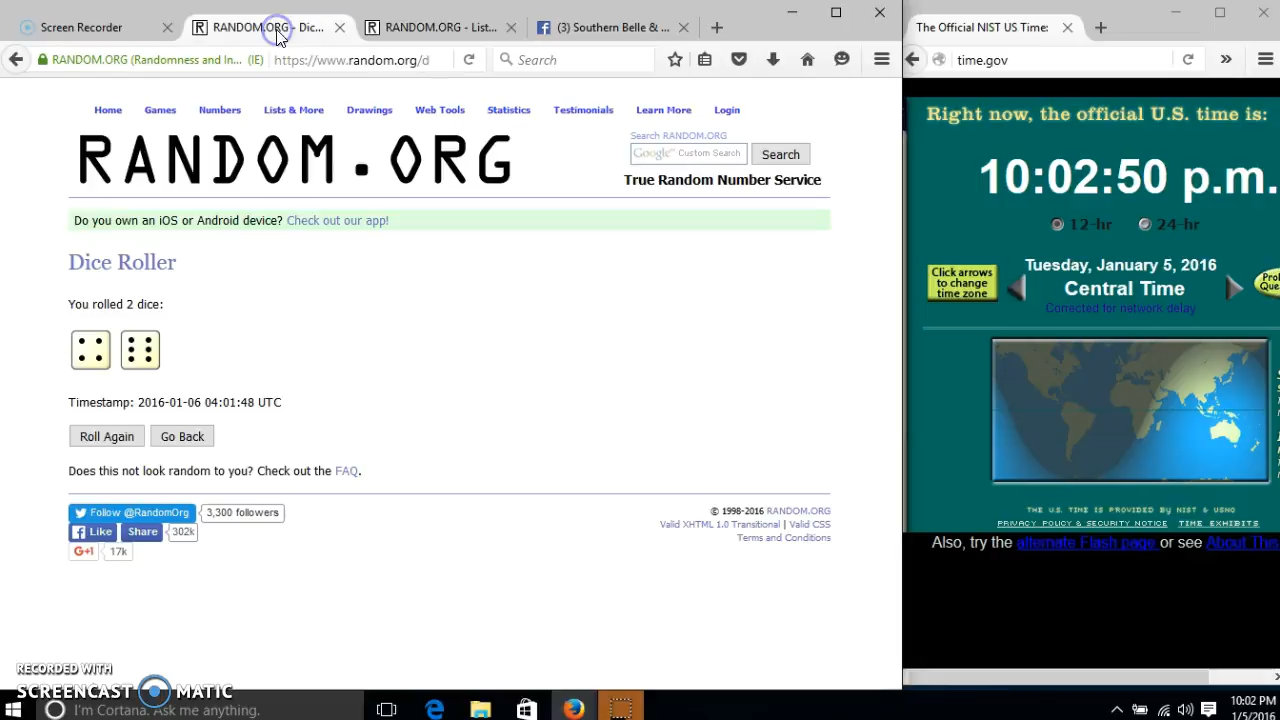 Screen Recorder
RANDOM.ORG - Dic...
RANDOM.ORG - List...
(3) Southern Belle & ...
The Official NIST US Time:
RANDOM.ORG (Randomness and In... (IE)
https://www.random.org/d
Search
time.gov
Home Games Numbers Lists & More Drawings Web Tools Statistics Testimonials Learn More Login
RANDOM.ORG
Search RANDOM.ORG
Google™ Custom Search
Search
True Random Number Service
Do you own an iOS or Android device? Check out our app!
Dice Roller
You rolled 2 dice:
Timestamp: 2016-01-06 04:01:48 UTC
Roll Again
Go Back
Does this not look random to you? Check out the FAQ.
Follow @RandomOrg
3,300 followers
Like
Share
302k
G+1
17k
© 1998-2016 RANDOM.ORG
Valid XHTML 1.0 Transitional | Valid CSS
Terms and Conditions
Right now, the official U.S. time is:
10:02:50 p.m.
12-hr 24-hr
Click arrows
to change
time zone
Tuesday, January 5, 2016
Central Time
Corrected for network delay
THE U.S. TIME IS PROVIDED BY NIST & USNO
PRIVACY POLICY & SECURITY NOTICE TIME EXHIBITS
Also, try the alternate Flash page or see About This
RECORDED WITH
SCREENCAST MATIC
I'm Cortana. Ask me anything.
10:02 PM
1/5/2016